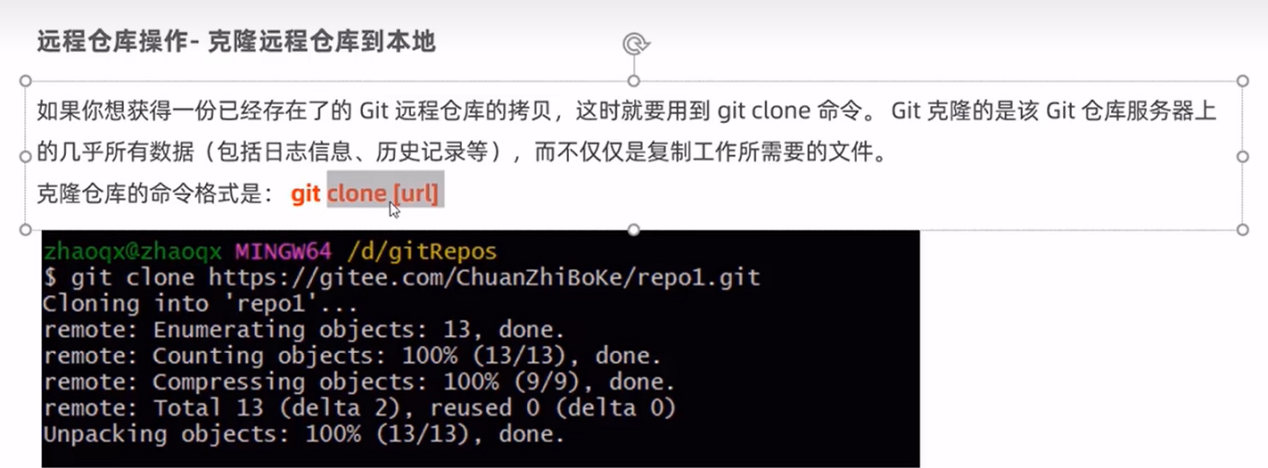 远程仓库操作- 克隆远程仓库到本地
如果你想获得一份已经存在了的 Git 远程仓库的拷贝，这时就要用到 git clone 命令。 Git 克隆的是该 Git 仓库服务器上
的几乎所有数据（包括日志信息、历史记录等），而不仅仅是复制工作所需要的文件。
克隆仓库的命令格式是： git clone [url]
zhaoqx@zhaoqx MINGW64 /d/gitRepos
$ git clone https://gitee.com/ChuanZhiBoKe/repo1.git
Cloning into 'repo1'...
remote: Enumerating objects: 13, done.
remote: Counting objects: 100% (13/13), done.
remote: Compressing objects: 100% (9/9), done.
remote: Total 13 (delta 2), reused 0 (delta 0)
Unpacking objects: 100% (13/13), done.